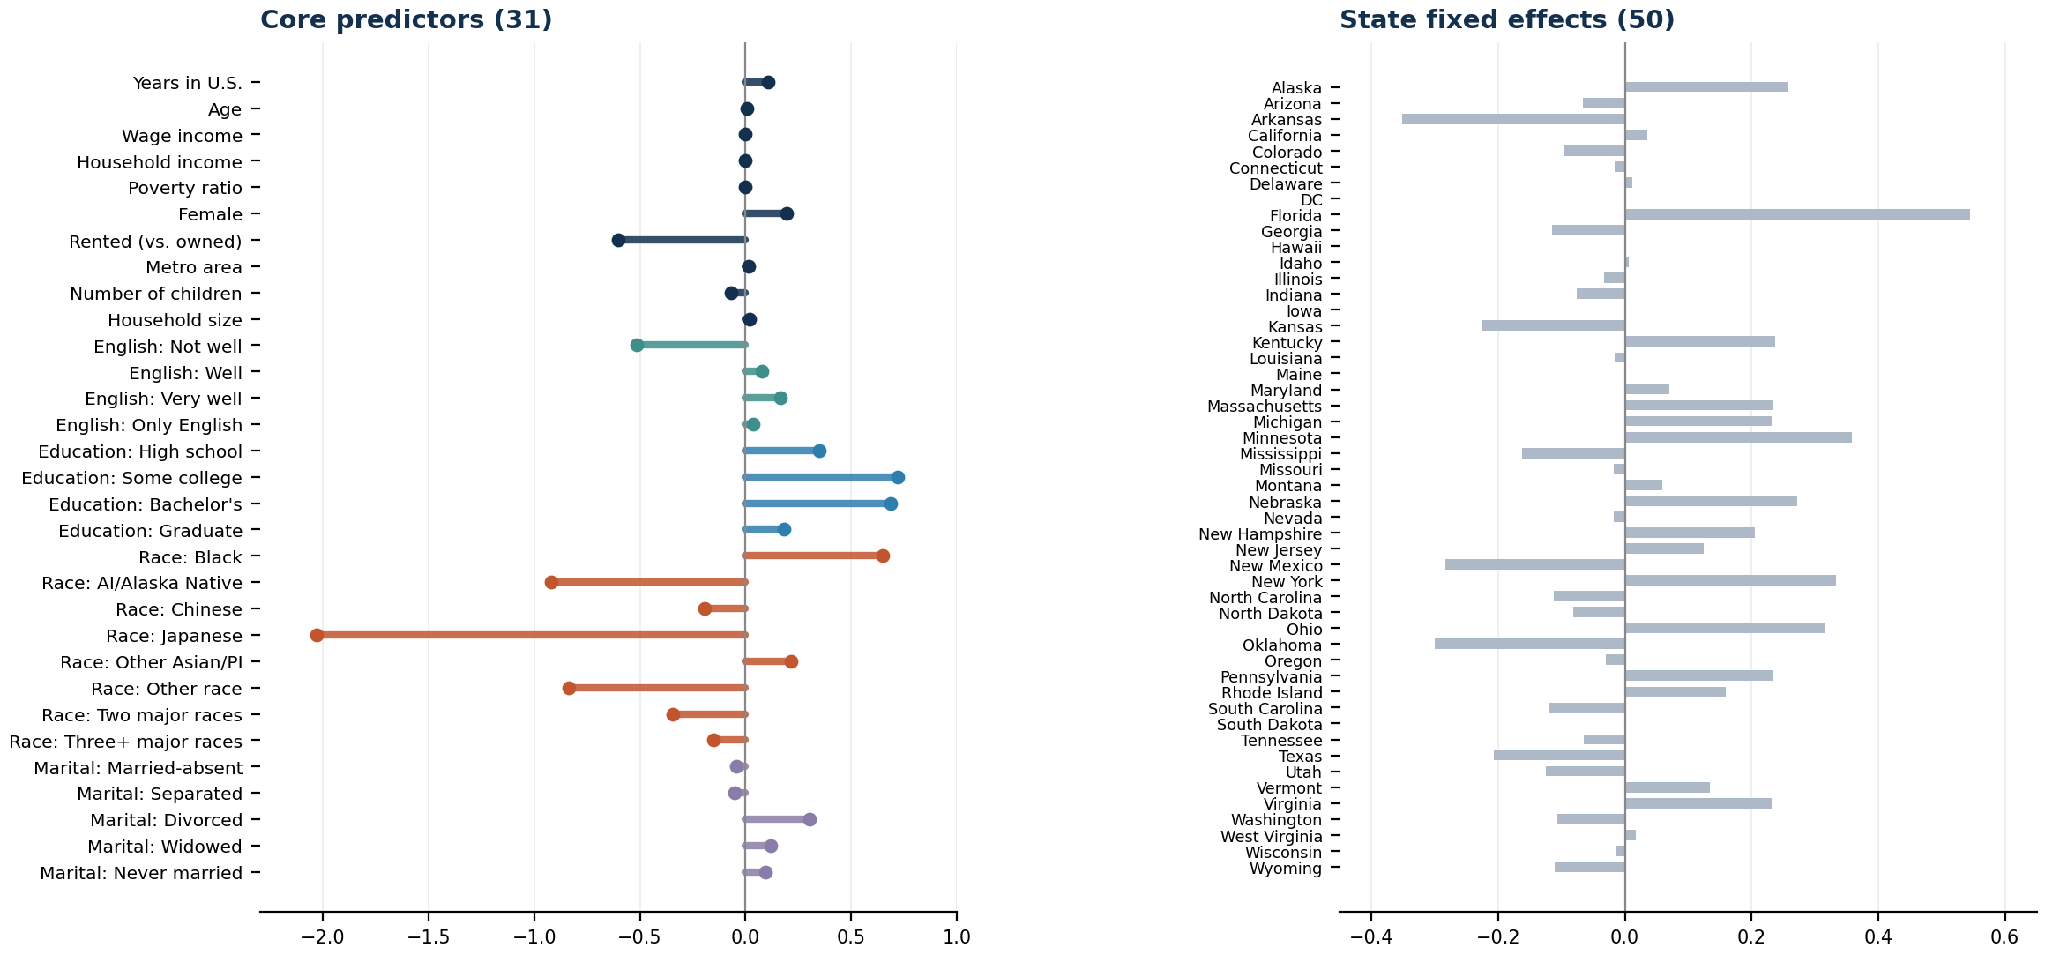 Core predictors (31)
Years in U.S.
Age
Wage income
Household income
Poverty ratio
Female
Rented (vs. owned)
Metro area
Number of children
Household size
English: Not well
English: Well
English: Very well
English: Only English
Education: High school
Education: Some college
Education: Bachelor's
Education: Graduate
Race: Black
Race: AI/Alaska Native
Race: Chinese
Race: Japanese
Race: Other Asian/PI
Race: Other race
Race: Two major races
Race: Three+ major races
Marital: Married-absent
Marital: Separated
Marital: Divorced
Marital: Widowed
Marital: Never married
−2.0 −1.5 −1.0 −0.5 0.0 0.5 1.0
State fixed effects (50)
Alaska
Arizona
Arkansas
California
Colorado
Connecticut
Delaware
DC
Florida
Georgia
Hawaii
Idaho
Illinois
Indiana
Iowa
Kansas
Kentucky
Louisiana
Maine
Maryland
Massachusetts
Michigan
Minnesota
Mississippi
Missouri
Montana
Nebraska
Nevada
New Hampshire
New Jersey
New Mexico
New York
North Carolina
North Dakota
Ohio
Oklahoma
Oregon
Pennsylvania
Rhode Island
South Carolina
South Dakota
Tennessee
Texas
Utah
Vermont
Virginia
Washington
West Virginia
Wisconsin
Wyoming
−0.4 −0.2 0.0 0.2 0.4 0.6